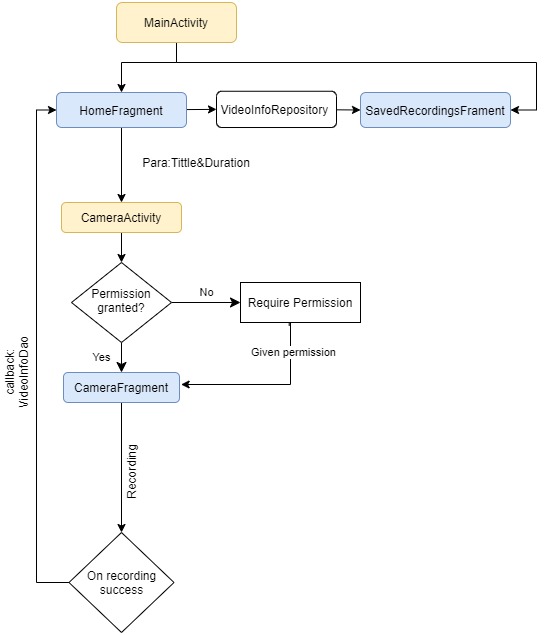 MainActivity
HomeFragment
VideoInfoRepository
SavedRecordingsFrament
Para:Tittle&Duration
CameraActivity
Permission
granted?
No
Require Permission
Given permission
Yes
CameraFragment
callback:
VideoInfoDao
Recording
On recording
success